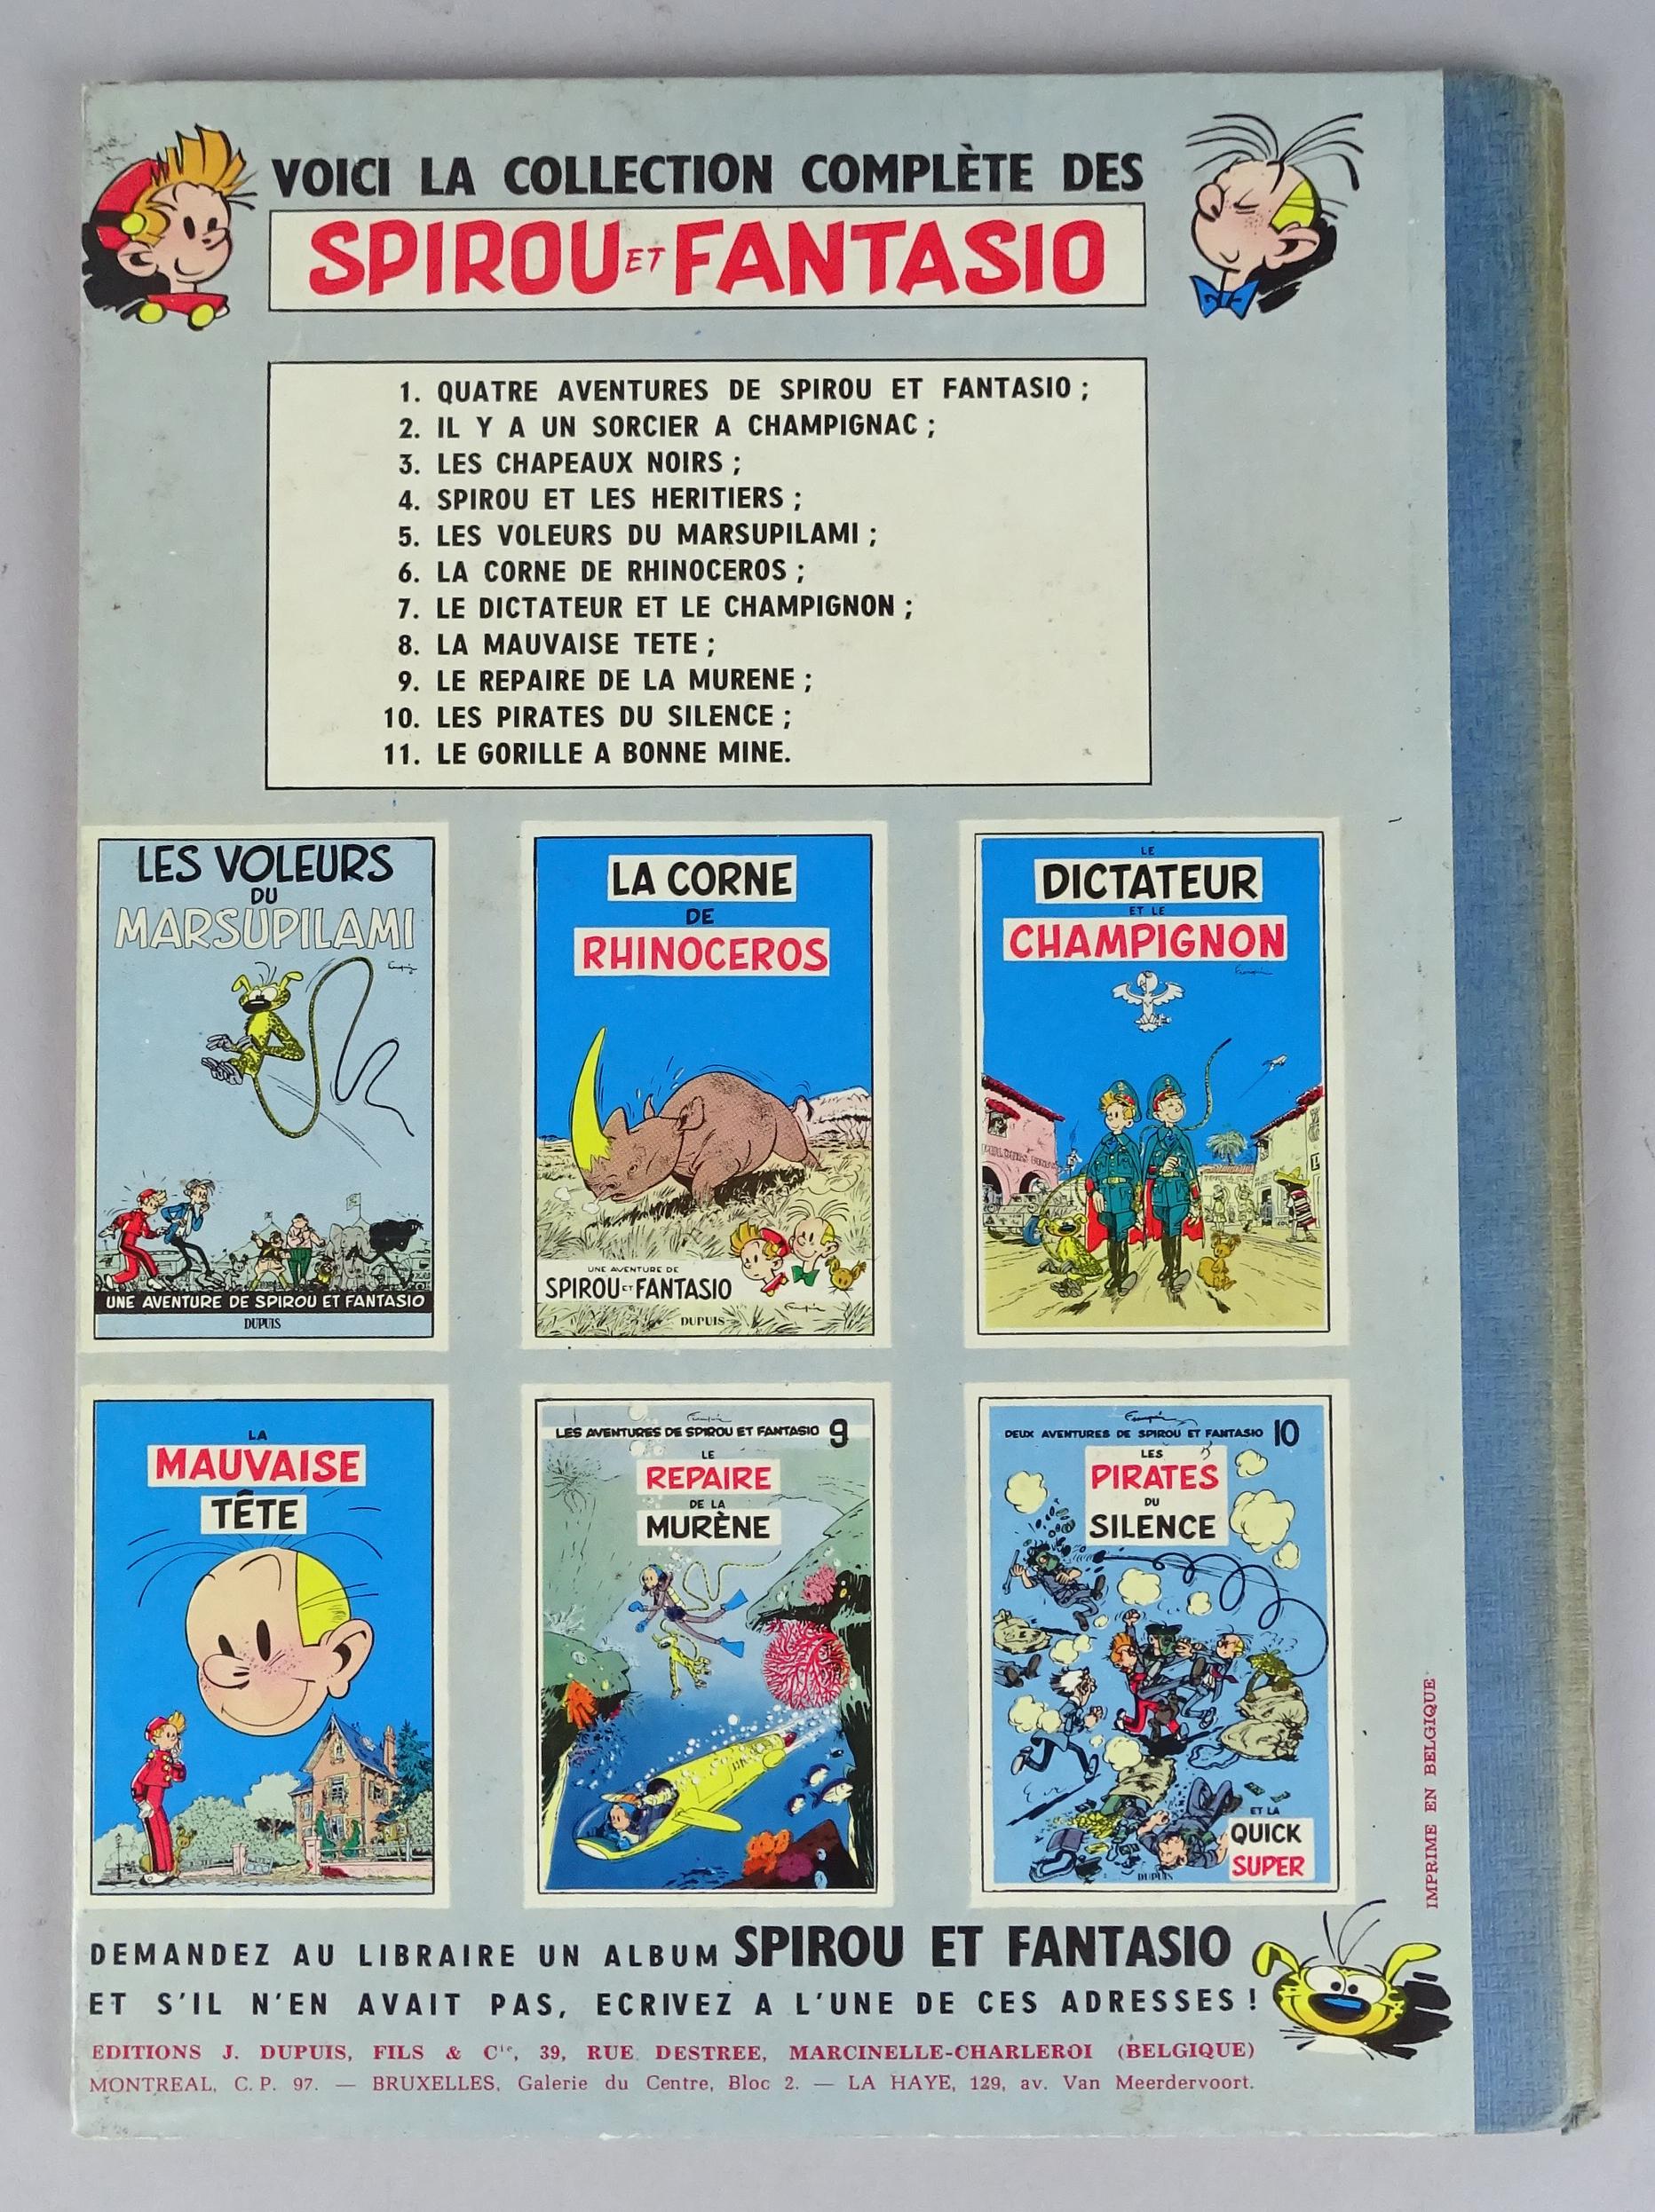 VOICI LA COLLECTION COMPLÈTE DES
SPIROU ET FANTASIO
1. QUATRE AVENTURES DE SPIROU ET FANTASIO ;
2. IL Y A UN SORCIER A CHAMPIGNAC ;
3. LES CHAPEAUX NOIRS ;
4. SPIROU ET LES HERITIERS ;
5. LES VOLEURS DU MARSUPILAMI ;
6. LA CORNE DE RHINOCEROS ;
7. LE DICTATEUR ET LE CHAMPIGNON ;
8. LA MAUVAISE TETE ;
9. LE REPAIRE DE LA MURENE ;
10. LES PIRATES DU SILENCE ;
11. LE GORILLE A BONNE MINE.
LES VOLEURS
DU
MARSUPILAMI
Franquin
UNE AVENTURE DE SPIROU ET FANTASIO
DUPUIS
LA CORNE
DE
RHINOCEROS
UNE AVENTURE DE
SPIROU ET FANTASIO
Franquin
DUPUIS
LE
DICTATEUR
ET LE
CHAMPIGNON
Franquin
LA
MAUVAISE
TÊTE
Franquin
LES AVENTURES DE SPIROU ET FANTASIO 9
LE
REPAIRE
DE LA
MURÈNE
Franquin
DEUX AVENTURES DE SPIROU ET FANTASIO 10
LES
PIRATES
DU
SILENCE
ET LA
QUICK
SUPER
DUPUIS
IMPRIME EN BELGIQUE
DEMANDEZ AU LIBRAIRE UN ALBUM SPIROU ET FANTASIO
ET S'IL N'EN AVAIT PAS, ECRIVEZ A L'UNE DE CES ADRESSES !
EDITIONS J. DUPUIS, FILS & Cie, 39, RUE DESTREE, MARCINELLE-CHARLEROI (BELGIQUE)
MONTREAL, C. P. 97. — BRUXELLES, Galerie du Centre, Bloc 2. — LA HAYE, 129, av. Van Meerdervoort.